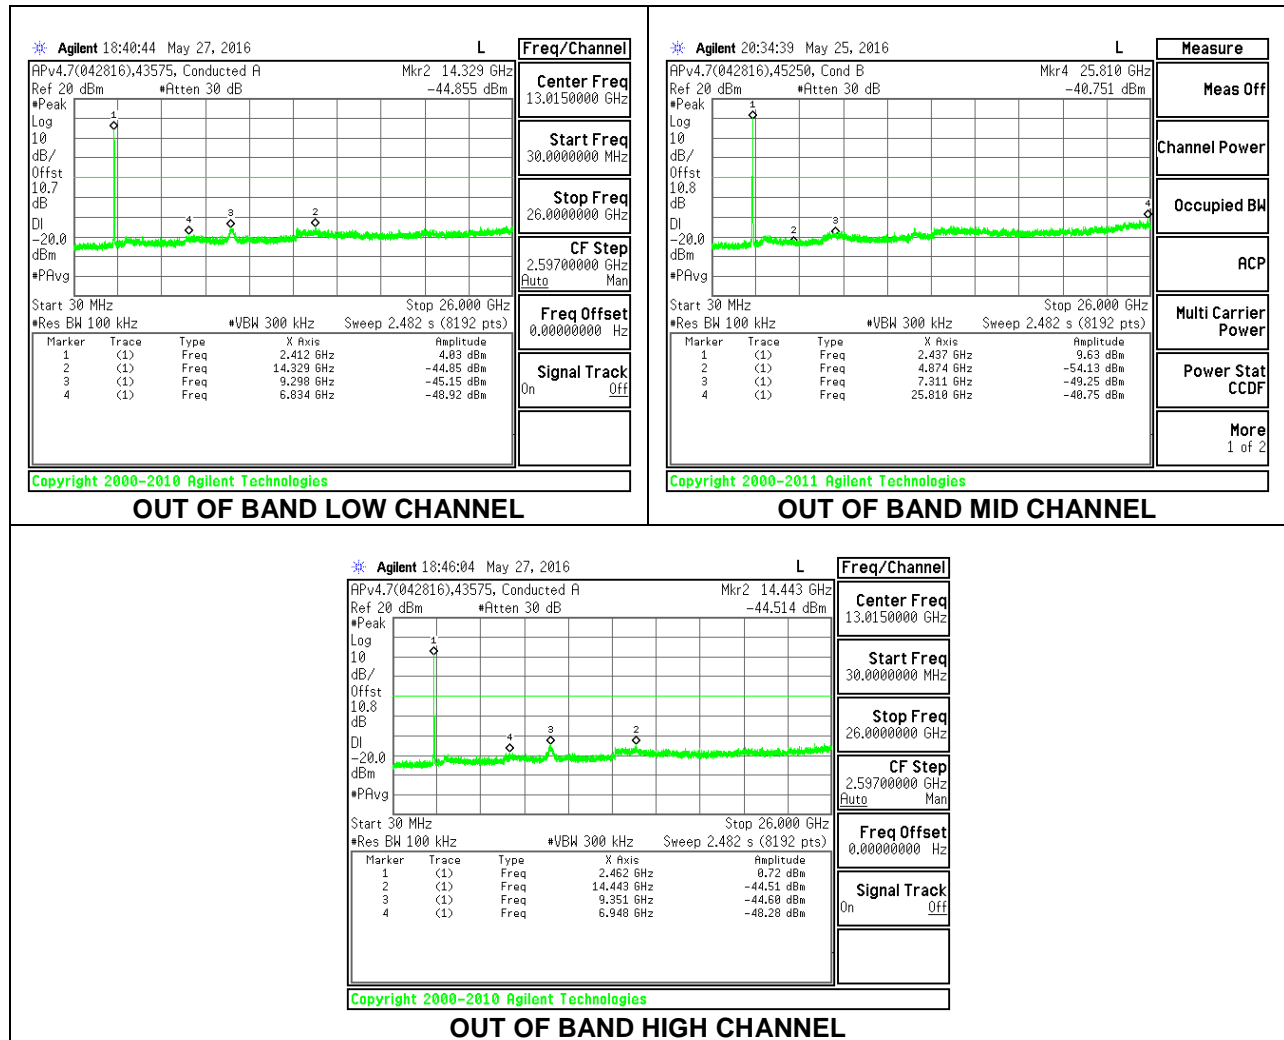 Agilent 18:40:44 May 27, 2016 L
APv4.7(042816),43575, Conducted A Mkr2 14.329 GHz
Ref 20 dBm #Atten 30 dB -44.855 dBm
#Peak
Log
10
dB/
Offst
10.7
dB
DI
-20.0
dBm
#PAvg
1
4
3
2
Start 30 MHz Stop 26.000 GHz
#Res BW 100 kHz #VBW 300 kHz Sweep 2.482 s (8192 pts)
Marker Trace Type X Axis Amplitude
1 (1) Freq 2.412 GHz 4.03 dBm
2 (1) Freq 14.329 GHz -44.85 dBm
3 (1) Freq 9.298 GHz -45.15 dBm
4 (1) Freq 6.834 GHz -48.92 dBm
Freq/Channel
Center Freq
13.0150000 GHz
Start Freq
30.0000000 MHz
Stop Freq
26.0000000 GHz
CF Step
2.59700000 GHz
Auto Man
Freq Offset
0.00000000 Hz
Signal Track
On Off
Copyright 2000-2010 Agilent Technologies
OUT OF BAND LOW CHANNEL
Agilent 20:34:39 May 25, 2016 L
APv4.7(042816),45250, Cond B Mkr4 25.810 GHz
Ref 20 dBm #Atten 30 dB -40.751 dBm
#Peak
Log
10
dB/
Offst
10.8
dB
DI
-20.0
dBm
#PAvg
1
2
3
4
Start 30 MHz Stop 26.000 GHz
#Res BW 100 kHz #VBW 300 kHz Sweep 2.482 s (8192 pts)
Marker Trace Type X Axis Amplitude
1 (1) Freq 2.437 GHz 9.63 dBm
2 (1) Freq 4.874 GHz -54.13 dBm
3 (1) Freq 7.311 GHz -49.25 dBm
4 (1) Freq 25.810 GHz -40.75 dBm
Measure
Meas Off
Channel Power
Occupied BW
ACP
Multi Carrier
Power
Power Stat
CCDF
More
1 of 2
Copyright 2000-2011 Agilent Technologies
OUT OF BAND MID CHANNEL
Agilent 18:46:04 May 27, 2016 L
APv4.7(042816),43575, Conducted A Mkr2 14.443 GHz
Ref 20 dBm #Atten 30 dB -44.514 dBm
#Peak
Log
10
dB/
Offst
10.8
dB
DI
-20.0
dBm
#PAvg
1
4
3
2
Start 30 MHz Stop 26.000 GHz
#Res BW 100 kHz #VBW 300 kHz Sweep 2.482 s (8192 pts)
Marker Trace Type X Axis Amplitude
1 (1) Freq 2.462 GHz 0.72 dBm
2 (1) Freq 14.443 GHz -44.51 dBm
3 (1) Freq 9.351 GHz -44.60 dBm
4 (1) Freq 6.948 GHz -48.28 dBm
Freq/Channel
Center Freq
13.0150000 GHz
Start Freq
30.0000000 MHz
Stop Freq
26.0000000 GHz
CF Step
2.59700000 GHz
Auto Man
Freq Offset
0.00000000 Hz
Signal Track
On Off
Copyright 2000-2010 Agilent Technologies
OUT OF BAND HIGH CHANNEL